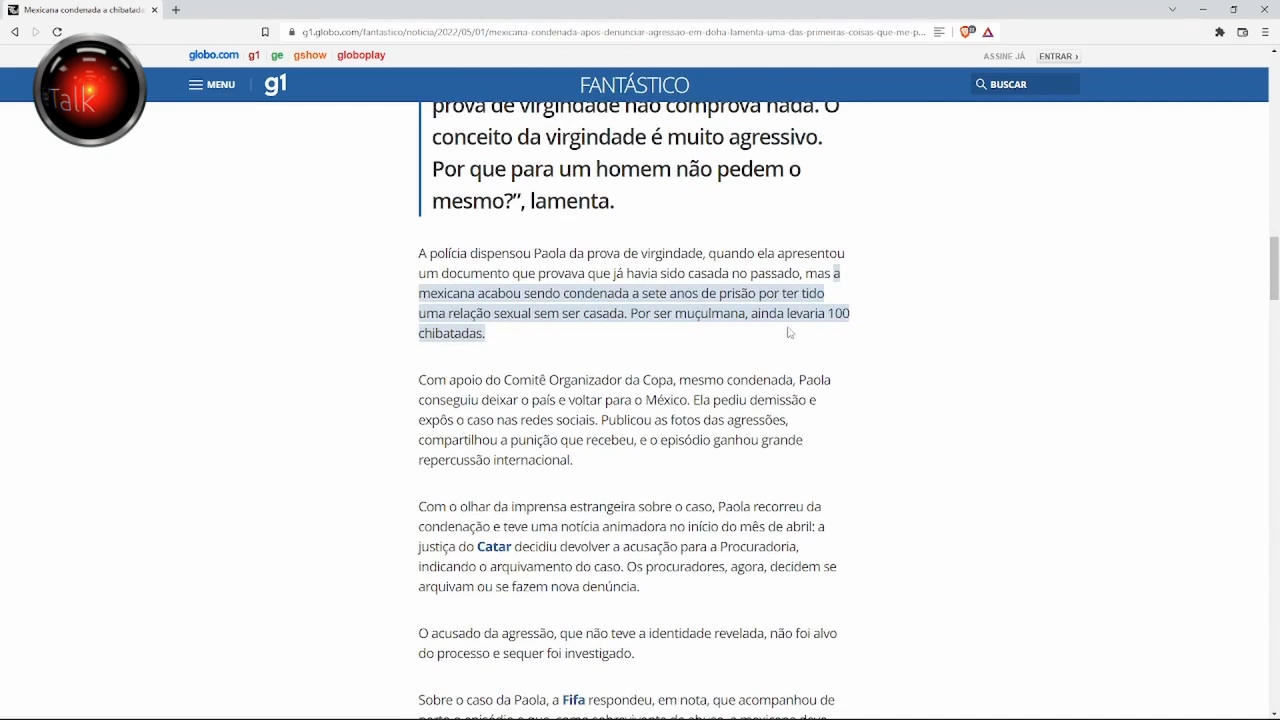 Mexicana condenada a chibatada
g1.globo.com/fantastico/noticia/2022/05/01/mexicana-condenada-apos-denunciar-agressao-em-doha-lamenta-uma-das-primeiras-coisas-que-me-p...
globo.com g1 ge gshow globoplay
ASSINE JÁ ENTRAR ›
MENU g1 FANTÁSTICO BUSCAR
Talk
prova de virgindade não comprova nada. O
conceito da virgindade é muito agressivo.
Por que para um homem não pedem o
mesmo?”, lamenta.
A polícia dispensou Paola da prova de virgindade, quando ela apresentou
um documento que provava que já havia sido casada no passado, mas a
mexicana acabou sendo condenada a sete anos de prisão por ter tido
uma relação sexual sem ser casada. Por ser muçulmana, ainda levaria 100
chibatadas.
Com apoio do Comitê Organizador da Copa, mesmo condenada, Paola
conseguiu deixar o país e voltar para o México. Ela pediu demissão e
expôs o caso nas redes sociais. Publicou as fotos das agressões,
compartilhou a punição que recebeu, e o episódio ganhou grande
repercussão internacional.
Com o olhar da imprensa estrangeira sobre o caso, Paola recorreu da
condenação e teve uma notícia animadora no início do mês de abril: a
justiça do Catar decidiu devolver a acusação para a Procuradoria,
indicando o arquivamento do caso. Os procuradores, agora, decidem se
arquivam ou se fazem nova denúncia.
O acusado da agressão, que não teve a identidade revelada, não foi alvo
do processo e sequer foi investigado.
Sobre o caso da Paola, a Fifa respondeu, em nota, que acompanhou de